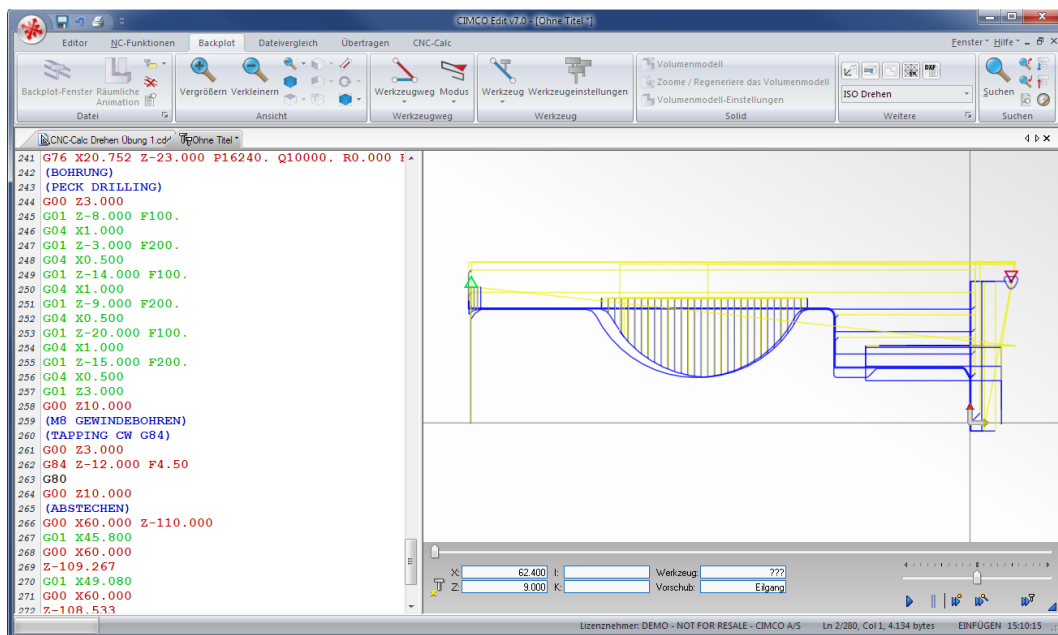 CIMCO Edit v7.0 - [Ohne Titel *]
Editor NC-Funktionen Backplot Dateivergleich Übertragen CNC-Calc Fenster Hilfe
Backplot-Fenster Räumliche Animation
Vergrößern Verkleinern
Werkzeugweg Modus
Werkzeug Werkzeugeinstellungen
Volumenmodell
Zoome / Regeneriere das Volumenmodell
Volumenmodell-Einstellungen
DXF
ISO Drehen
Suchen
Datei Ansicht Werkzeugweg Werkzeug Solid Weitere Suchen
CNC-Calc Drehen Übung 1.cdd Ohne Titel *
241 G76 X20.752 Z-23.000 P16240. Q10000. R0.000
242 (BOHRUNG)
243 (PECK DRILLING)
244 G00 Z3.000
245 G01 Z-8.000 F100.
246 G04 X1.000
247 G01 Z-3.000 F200.
248 G04 X0.500
249 G01 Z-14.000 F100.
250 G04 X1.000
251 G01 Z-9.000 F200.
252 G04 X0.500
253 G01 Z-20.000 F100.
254 G04 X1.000
255 G01 Z-15.000 F200.
256 G04 X0.500
257 G01 Z3.000
258 G00 Z10.000
259 (M8 GEWINDEBOHREN)
260 (TAPPING CW G84)
261 G00 Z3.000
262 G84 Z-12.000 F4.50
263 G80
264 G00 Z10.000
265 (ABSTECHEN)
266 G00 X60.000 Z-110.000
267 G01 X45.800
268 G00 X60.000
269 Z-109.267
270 G01 X49.080
271 G00 X60.000
272 Z-108.533
X: 62.400 I: Werkzeug: ???
Z: 9.000 K: Vorschub: Eilgang
Lizenznehmer: DEMO - NOT FOR RESALE - CIMCO A/S Ln 2/280, Col 1, 4.134 bytes EINFÜGEN 15:10:15